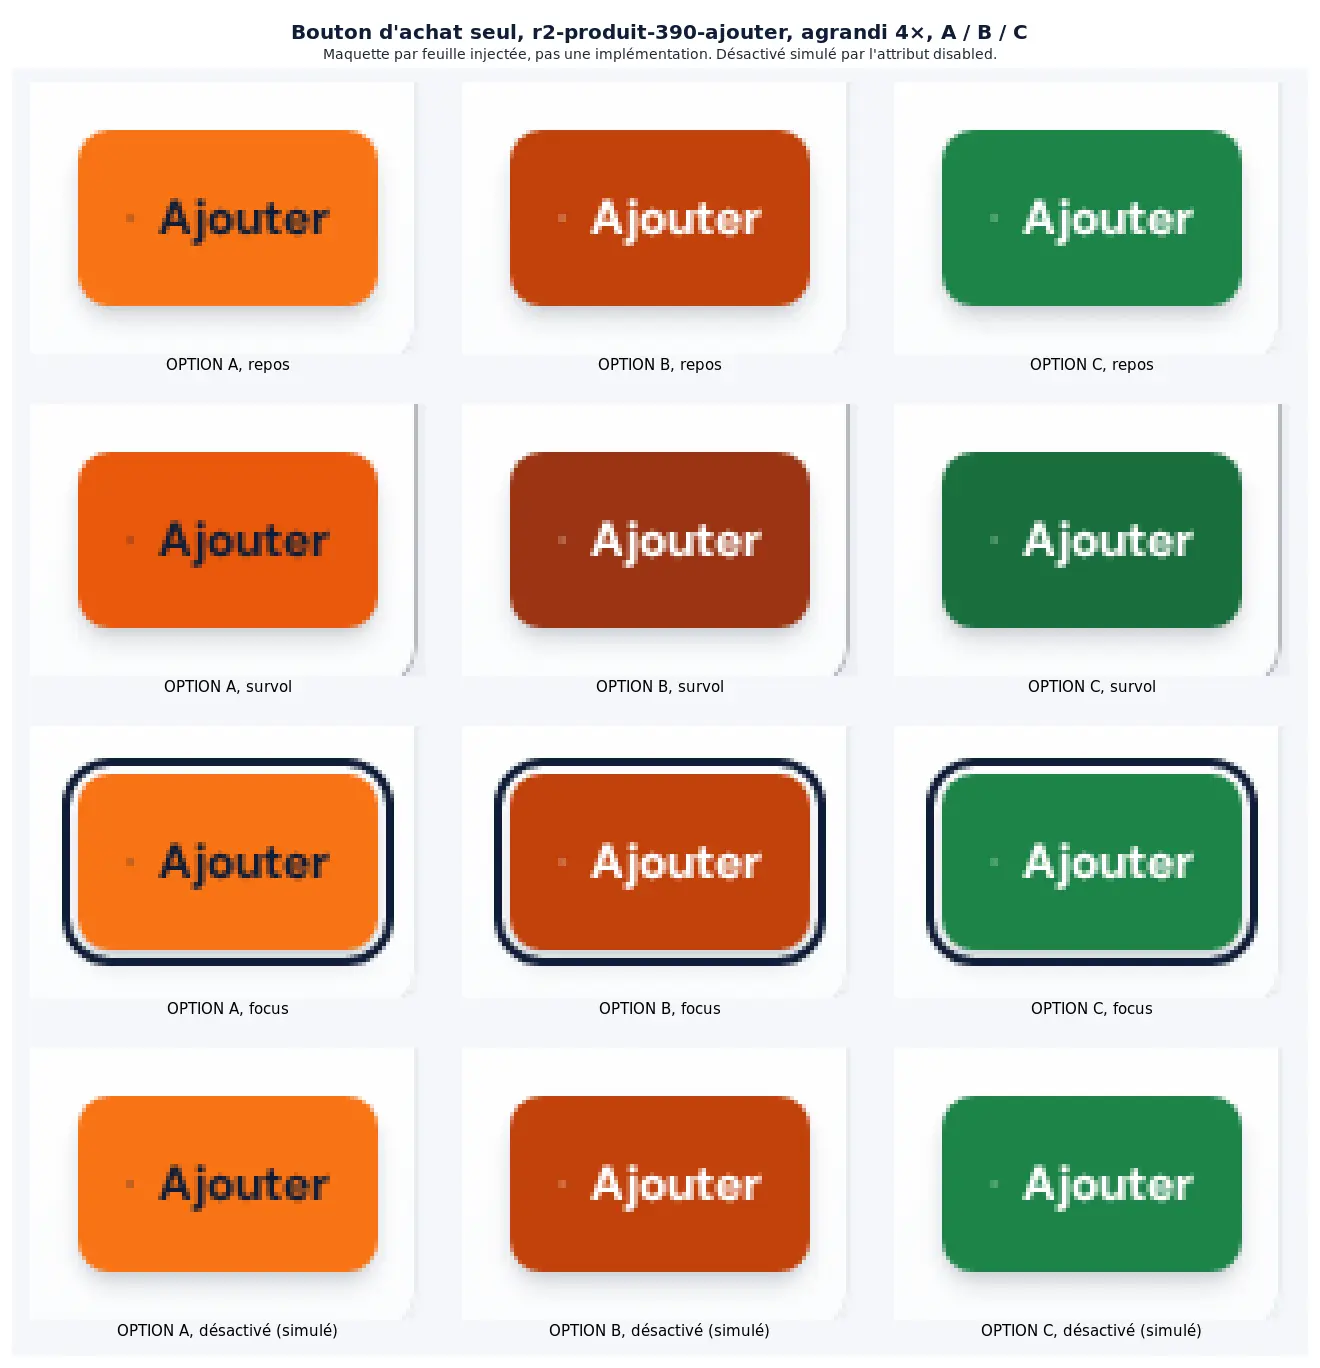 Bouton d'achat seul, r2-produit-390-ajouter, agrandi 4×, A / B / C
Maquette par feuille injectée, pas une implémentation. Désactivé simulé par l'attribut disabled.
Ajouter Ajouter Ajouter
OPTION A, repos OPTION B, repos OPTION C, repos
Ajouter Ajouter Ajouter
OPTION A, survol OPTION B, survol OPTION C, survol
Ajouter Ajouter Ajouter
OPTION A, focus OPTION B, focus OPTION C, focus
Ajouter Ajouter Ajouter
OPTION A, désactivé (simulé) OPTION B, désactivé (simulé) OPTION C, désactivé (simulé)